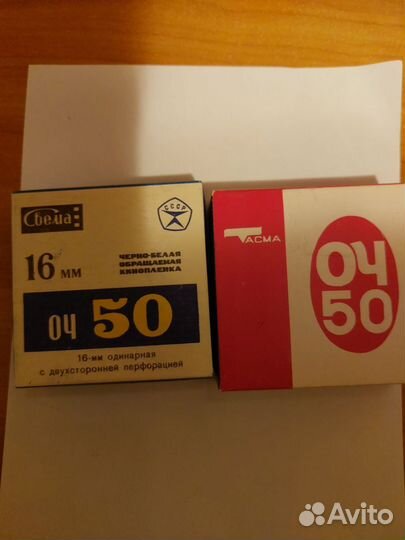 Свема
СССР
16 мм
ЧЕРНО-БЕЛАЯ
ОБРАЩАЕМАЯ
КИНОПЛЕНКА
ОЧ 50
16-мм одинарная
с двухсторонней перфорацией
ТАСМА
ОЧ
50
Avito